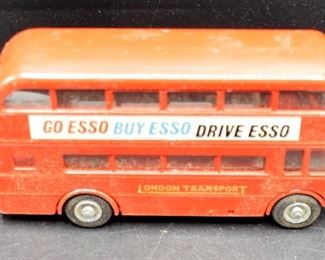 GO ESSO BUY ESSO DRIVE ESSO
LONDON TRANSPORT